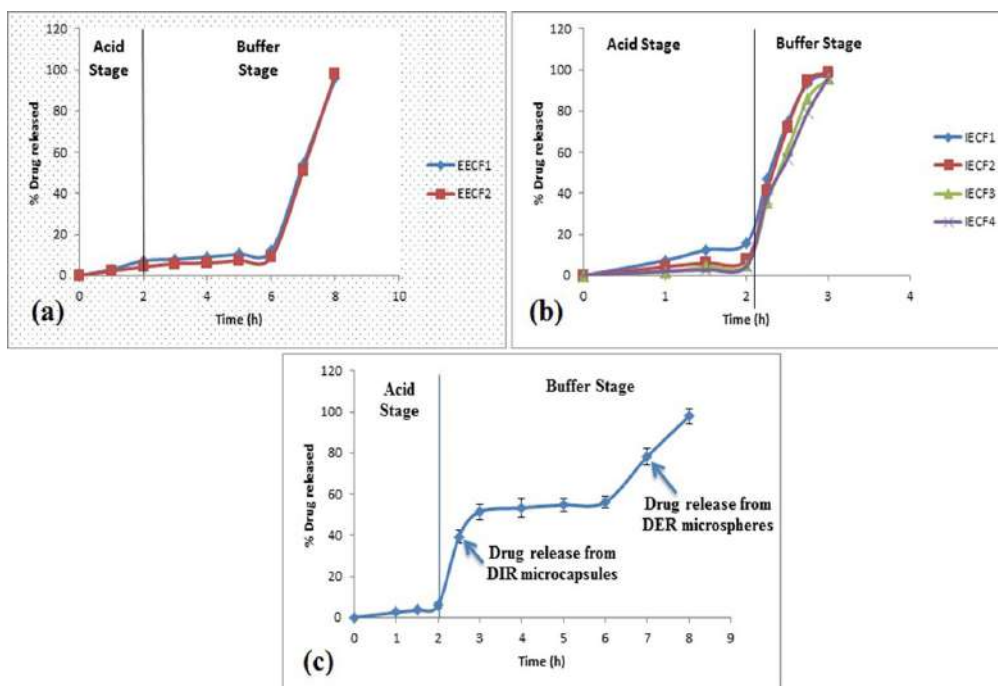 120
100
80
60
40
20
0
% Drug released
Acid
Stage
Buffer
Stage
0 2 4 6 8 10
Time (h)
EECF1
EECF2
(a)
120
100
80
60
40
20
0
% Drug released
Acid Stage
Buffer Stage
0 1 2 3 4
Time (h)
IECF1
IECF2
IECF3
IECF4
(b)
120
100
80
60
40
20
0
% Drug released
Acid
Stage
Buffer Stage
Drug release from
DER microspheres
Drug release from
DIR microcapsules
0 1 2 3 4 5 6 7 8 9
Time (h)
(c)